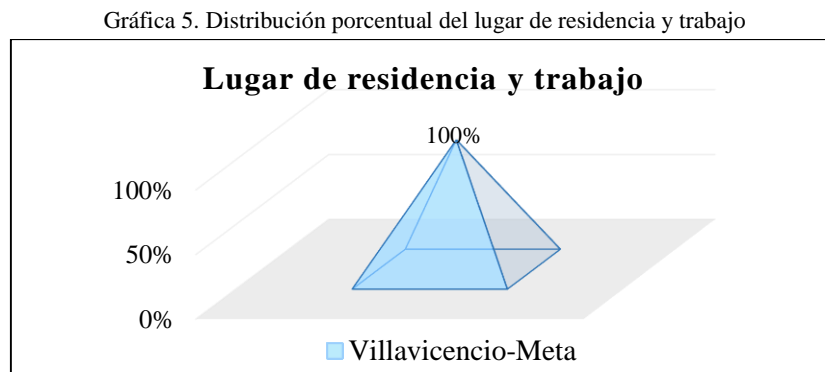 Gráfica 5. Distribución porcentual del lugar de residencia y trabajo
Lugar de residencia y trabajo
100%
100%
50%
0%
Villavicencio-Meta